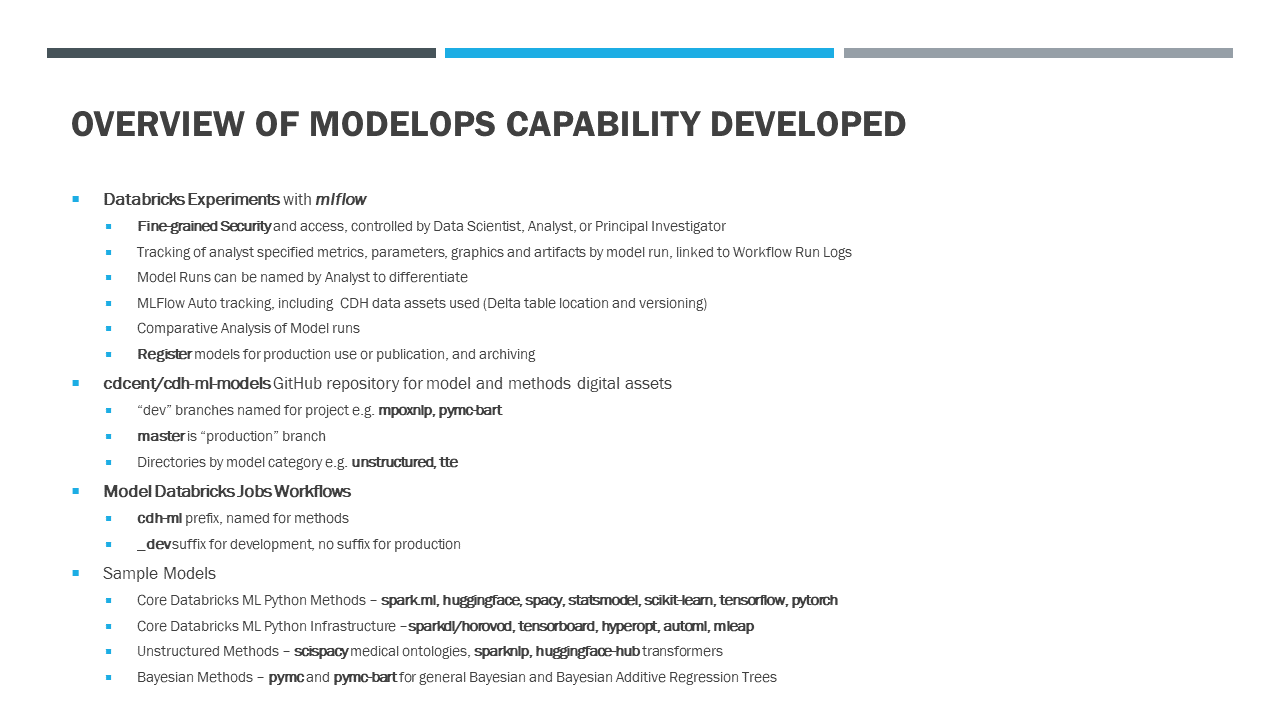 OVERVIEW OF MODELOPS CAPABILITY DEVELOPED
Databricks Experiments with mlflow
Fine-grained Security and access, controlled by Data Scientist, Analyst, or Principal Investigator
Tracking of analyst specified metrics, parameters, graphics and artifacts by model run, linked to Workflow Run Logs
Model Runs can be named by Analyst to differentiate
MLFlow Auto tracking, including  CDH data assets used (Delta table location and versioning)
Comparative Analysis of Model runs
Register models for production use or publication, and archiving
cdcent/cdh-ml-models GitHub repository for model and methods digital assets
“dev” branches named for project e.g. mpoxnlp, pymc-bart
master is “production” branch
Directories by model category e.g. unstructured, tte
Model Databricks Jobs Workflows
cdh-ml prefix, named for methods
_dev suffix for development, no suffix for production
Sample Models
Core Databricks ML Python Methods – spark.ml, huggingface, spacy, statsmodel, scikit-learn, tensorflow, pytorch
Core Databricks ML Python Infrastructure –sparkdl/horovod, tensorboard, hyperopt, automl, mleap
Unstructured Methods – scispacy medical ontologies, sparknlp, huggingface-hub transformers
Bayesian Methods – pymc and pymc-bart for general Bayesian and Bayesian Additive Regression Trees